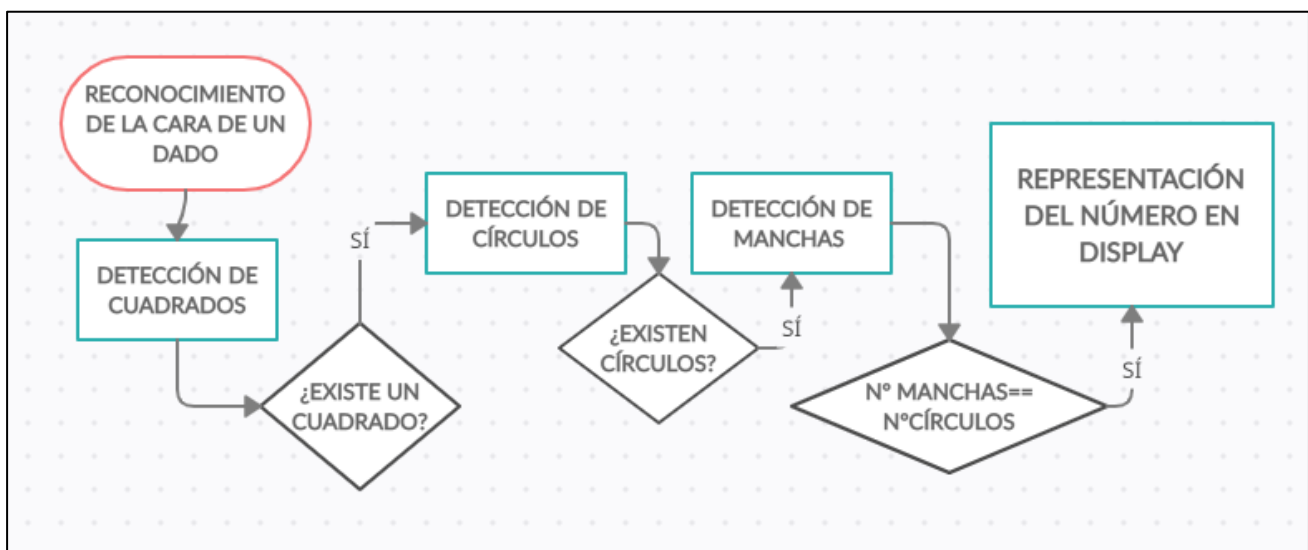 RECONOCIMIENTO
DE LA CARA DE UN
DADO
DETECCIÓN DE
CUADRADOS
¿EXISTE UN
CUADRADO?
SÍ
DETECCIÓN DE
CÍRCULOS
¿EXISTEN
CÍRCULOS?
SÍ
DETECCIÓN DE
MANCHAS
Nº MANCHAS==
NºCÍRCULOS
SÍ
REPRESENTACIÓN
DEL NÚMERO EN
DISPLAY